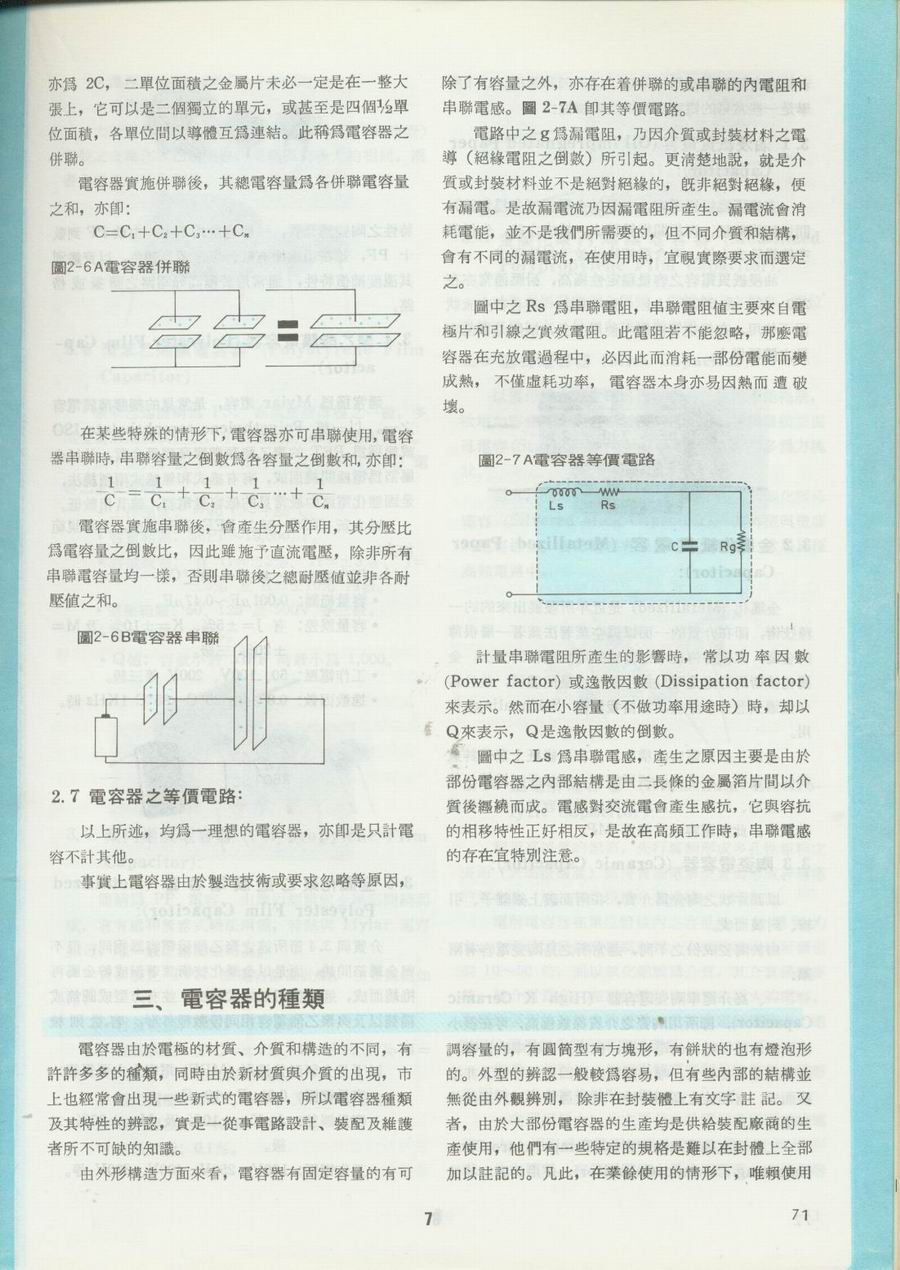 亦爲 2C， 二單位面積之金屬片未必一定是在一整大
張上，它可以是二個獨立的單元，或甚至是四個½單
位面積，各單位間以導體互爲連結。此稱爲電容器之
併聯。
電容器實施併聯後，其總電容量爲各併聯電容量
之和，亦卽：
C=C₁+C₂+C₃…+Cₙ
圖2-6A電容器併聯
在某些特殊的情形下，電容器亦可串聯使用，電容
器串聯時，串聯容量之倒數爲各容量之倒數和，亦卽：
1/C = 1/C₁ + 1/C₂ + 1/C₃ …+ 1/Cₙ
電容器實施串聯後，會產生分壓作用，其分壓比
爲電容量之倒數比，因此雖施予直流電壓，除非所有
串聯電容量均一樣，否則串聯後之總耐壓値並非各耐
壓値之和。
圖2-6B電容器串聯
2.7 電容器之等價電路：
以上所述，均爲一理想的電容器，亦卽是只計電
容不計其他。
事實上電容器由於製造技術或要求忽略等原因，
除了有容量之外，亦存在着併聯的或串聯的內電阻和
串聯電感。圖 2-7A 卽其等價電路。
電路中之 g 爲漏電阻，乃因介質或封裝材料之電
導（絕緣電阻之倒數）所引起。更淸楚地說，就是介
質或封裝材料並不是絕對絕緣的，旣非絕對絕緣，便
有漏電。是故漏電流乃因漏電阻所產生。漏電流會消
耗電能，並不是我們所需要的，但不同介質和結構，
會有不同的漏電流，在使用時，宜視實際要求而選定
之。
圖中之 Rs 爲串聯電阻，串聯電阻値主要來自電
極片和引線之實效電阻。此電阻若不能忽略，那麽電
容器在充放電過程中，必因此而消耗一部份電能而變
成熱， 不僅虛耗功率， 電容器本身亦易因熱而 遭 破
壞。
圖2-7A電容器等價電路
Ls Rs
C Rg
計量串聯電阻所產生的影響時， 常以功 率 因 數
(Power factor) 或逸散因數 (Dissipation factor)
來表示。然而在小容量（不做功率用途時）時，却以
Q來表示，Q是逸散因數的倒數。
圖中之 Ls 爲串聯電感，產生之原因主要是由於
部份電容器之內部結構是由二長條的金屬箔片間以介
質後纒繞而成。電感對交流電會產生感抗，它與容抗
的相移特性正好相反，是故在高頻工作時，串聯電感
的存在宜特別注意。
三、電容器的種類
電容器由於電極的材質、介質和構造的不同，有
許許多多的種類，同時由於新材質與介質的出現，市
上也經常會出現一些新式的電容器，所以電容器種類
及其特性的辨認，實是一從事電路設計、裝配及維護
者所不可缺的知識。
由外形構造方面來看，電容器有固定容量的有可
調容量的，有圓筒型有方塊形，有餅狀的也有燈泡形
的。外型的辨認一般較爲容易，但有些內部的結構並
無從由外觀辨別， 除非在封裝體上有文字 註 記。 又
者，由於大部份電容器的生產均是供給裝配廠商的生
產使用，他們有一些特定的規格是難以在封體上全部
加以註記的。凡此，在業餘使用的情形下，唯賴使用
7
71